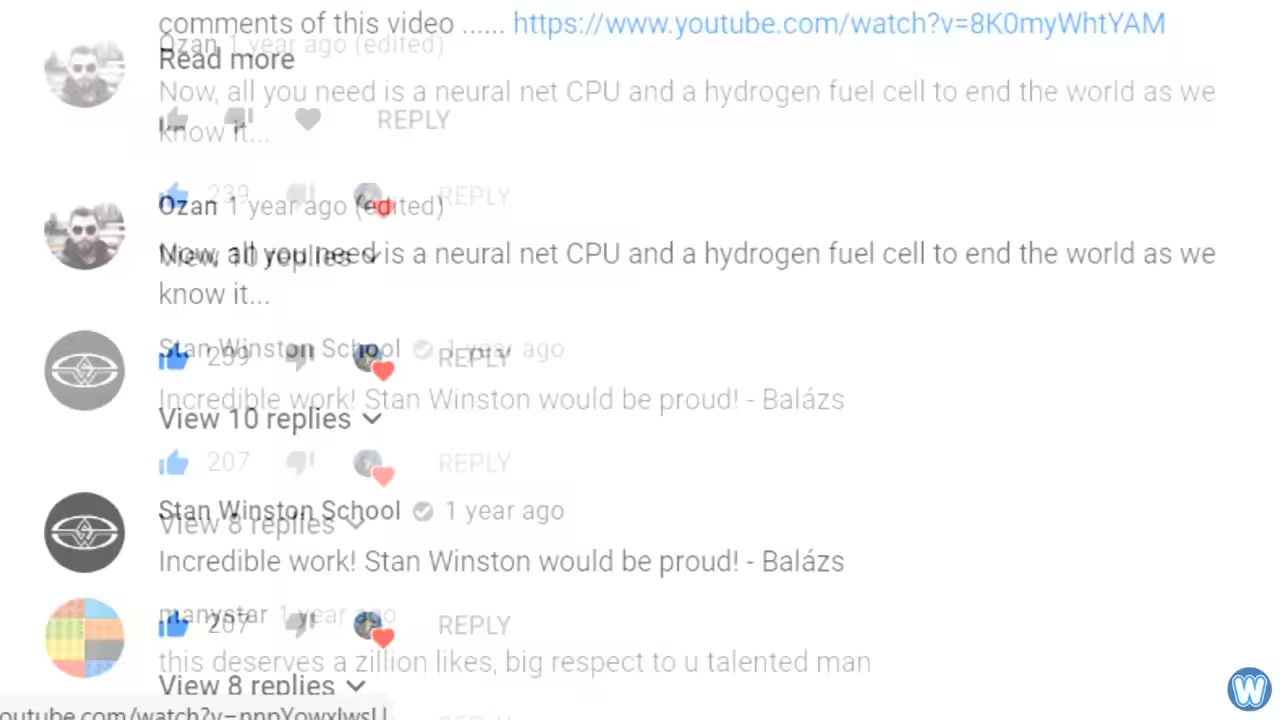 comments of this video ...... https://www.youtube.com/watch?v=8K0myWhtYAM
Ozan 1 year ago (edited)
Read more
Now, all you need is a neural net CPU and a hydrogen fuel cell to end the world as we
know it...
REPLY
239 REPLY
Ozan 1 year ago (edited)
View 10 replies
Now, all you need is a neural net CPU and a hydrogen fuel cell to end the world as we
know it...
Stan Winston School 1 year ago
239 REPLY
Incredible work! Stan Winston would be proud! - Balázs
View 10 replies
207 REPLY
Stan Winston School 1 year ago
View 8 replies
Incredible work! Stan Winston would be proud! - Balázs
manystar 1 year ago
207 REPLY
this deserves a zillion likes, big respect to u talented man
View 8 replies
W
REPLY